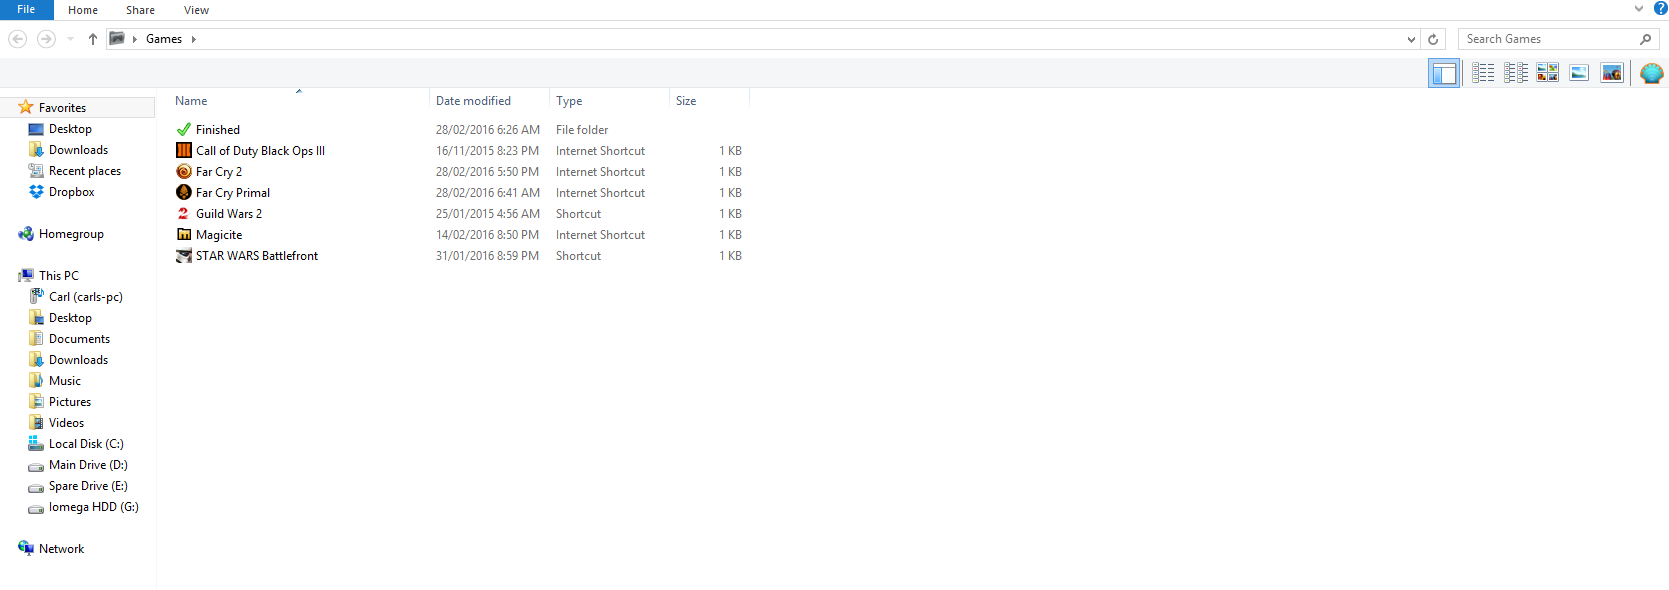 File Home Share View
Games
Search Games
Name Date modified Type Size
Favorites
Desktop
Downloads
Recent places
Dropbox
Homegroup
This PC
Carl (carls-pc)
Desktop
Documents
Downloads
Music
Pictures
Videos
Local Disk (C:)
Main Drive (D:)
Spare Drive (E:)
Iomega HDD (G:)
Network
Finished 28/02/2016 6:26 AM File folder
Call of Duty Black Ops III 16/11/2015 8:23 PM Internet Shortcut 1 KB
Far Cry 2 28/02/2016 5:50 PM Internet Shortcut 1 KB
Far Cry Primal 28/02/2016 6:41 AM Internet Shortcut 1 KB
Guild Wars 2 25/01/2015 4:56 AM Shortcut 1 KB
Magicite 14/02/2016 8:50 PM Internet Shortcut 1 KB
STAR WARS Battlefront 31/01/2016 8:59 PM Shortcut 1 KB